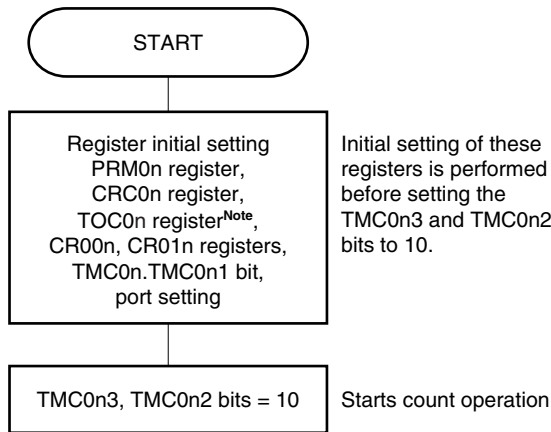 START
Register initial setting
PRM0n register,
CRC0n register,
TOC0n registerNote,
CR00n, CR01n registers,
TMC0n.TMC0n1 bit,
port setting
Initial setting of these
registers is performed
before setting the
TMC0n3 and TMC0n2
bits to 10.
TMC0n3, TMC0n2 bits = 10
Starts count operation